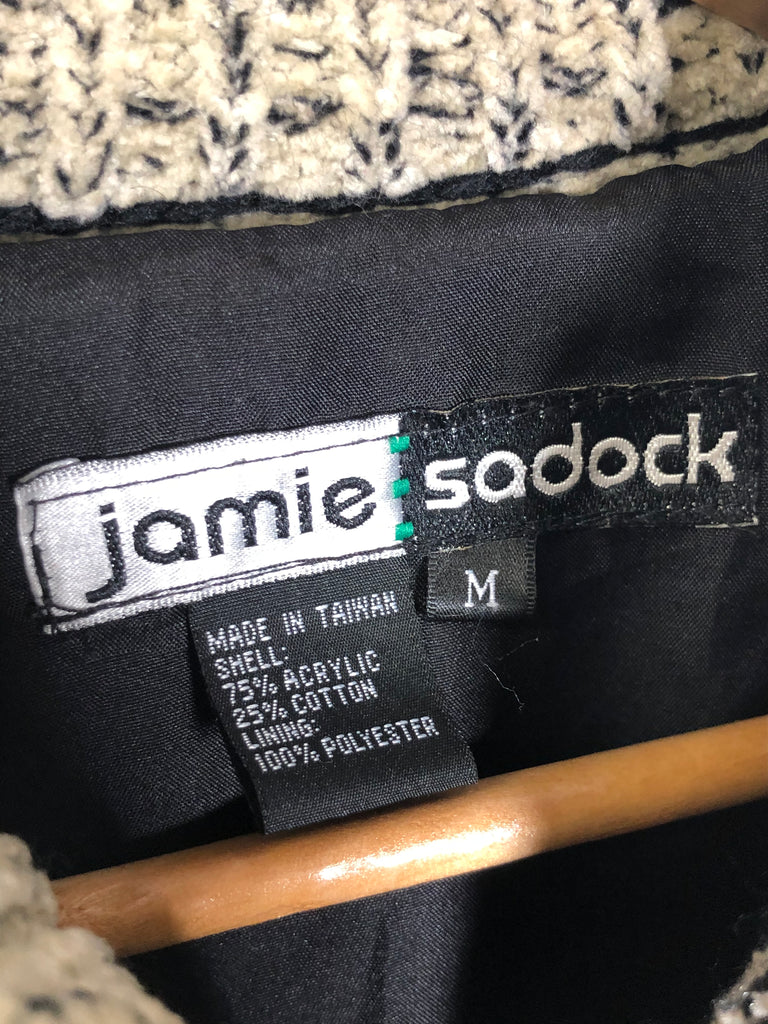 jamie sadock
M
MADE IN TAIWAN
SHELL:
75% ACRYLIC
25% COTTON
LINING:
100% POLYESTER